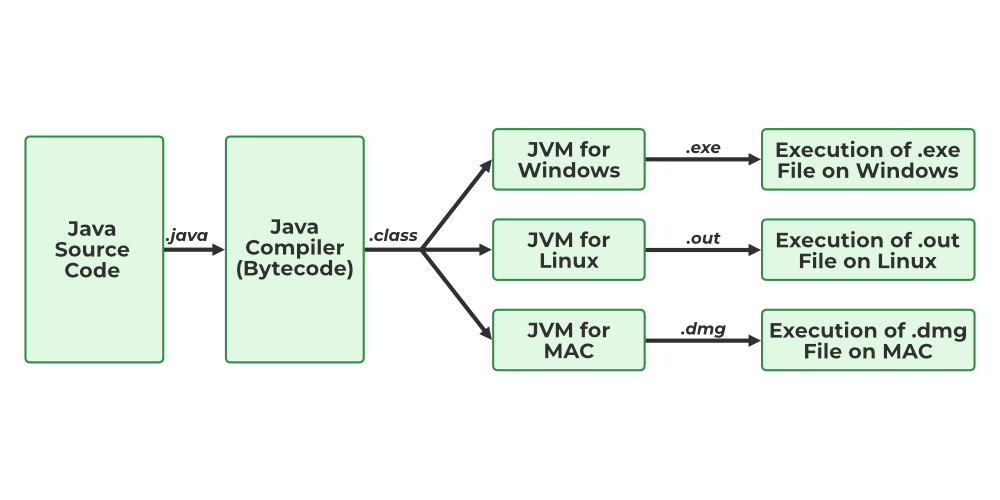 Java
Source
Code
.java
Java
Compiler
(Bytecode)
.class
JVM for
Windows
.exe
Execution of .exe
File on Windows
JVM for
Linux
.out
Execution of .out
File on Linux
JVM for
MAC
.dmg
Execution of .dmg
File on MAC